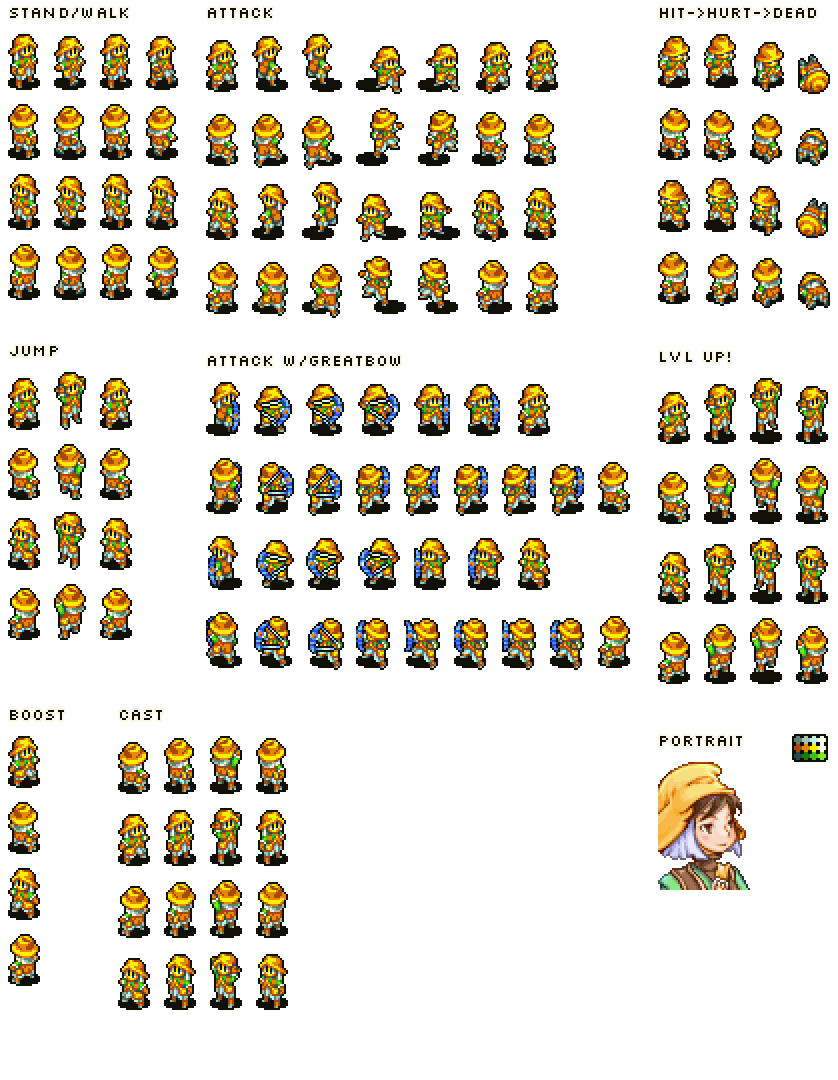 STAND/WALK
ATTACK
HIT->HURT->DEAD
JUMP
ATTACK W/GREATBOW
LVL UP!
BOOST
CAST
PORTRAIT